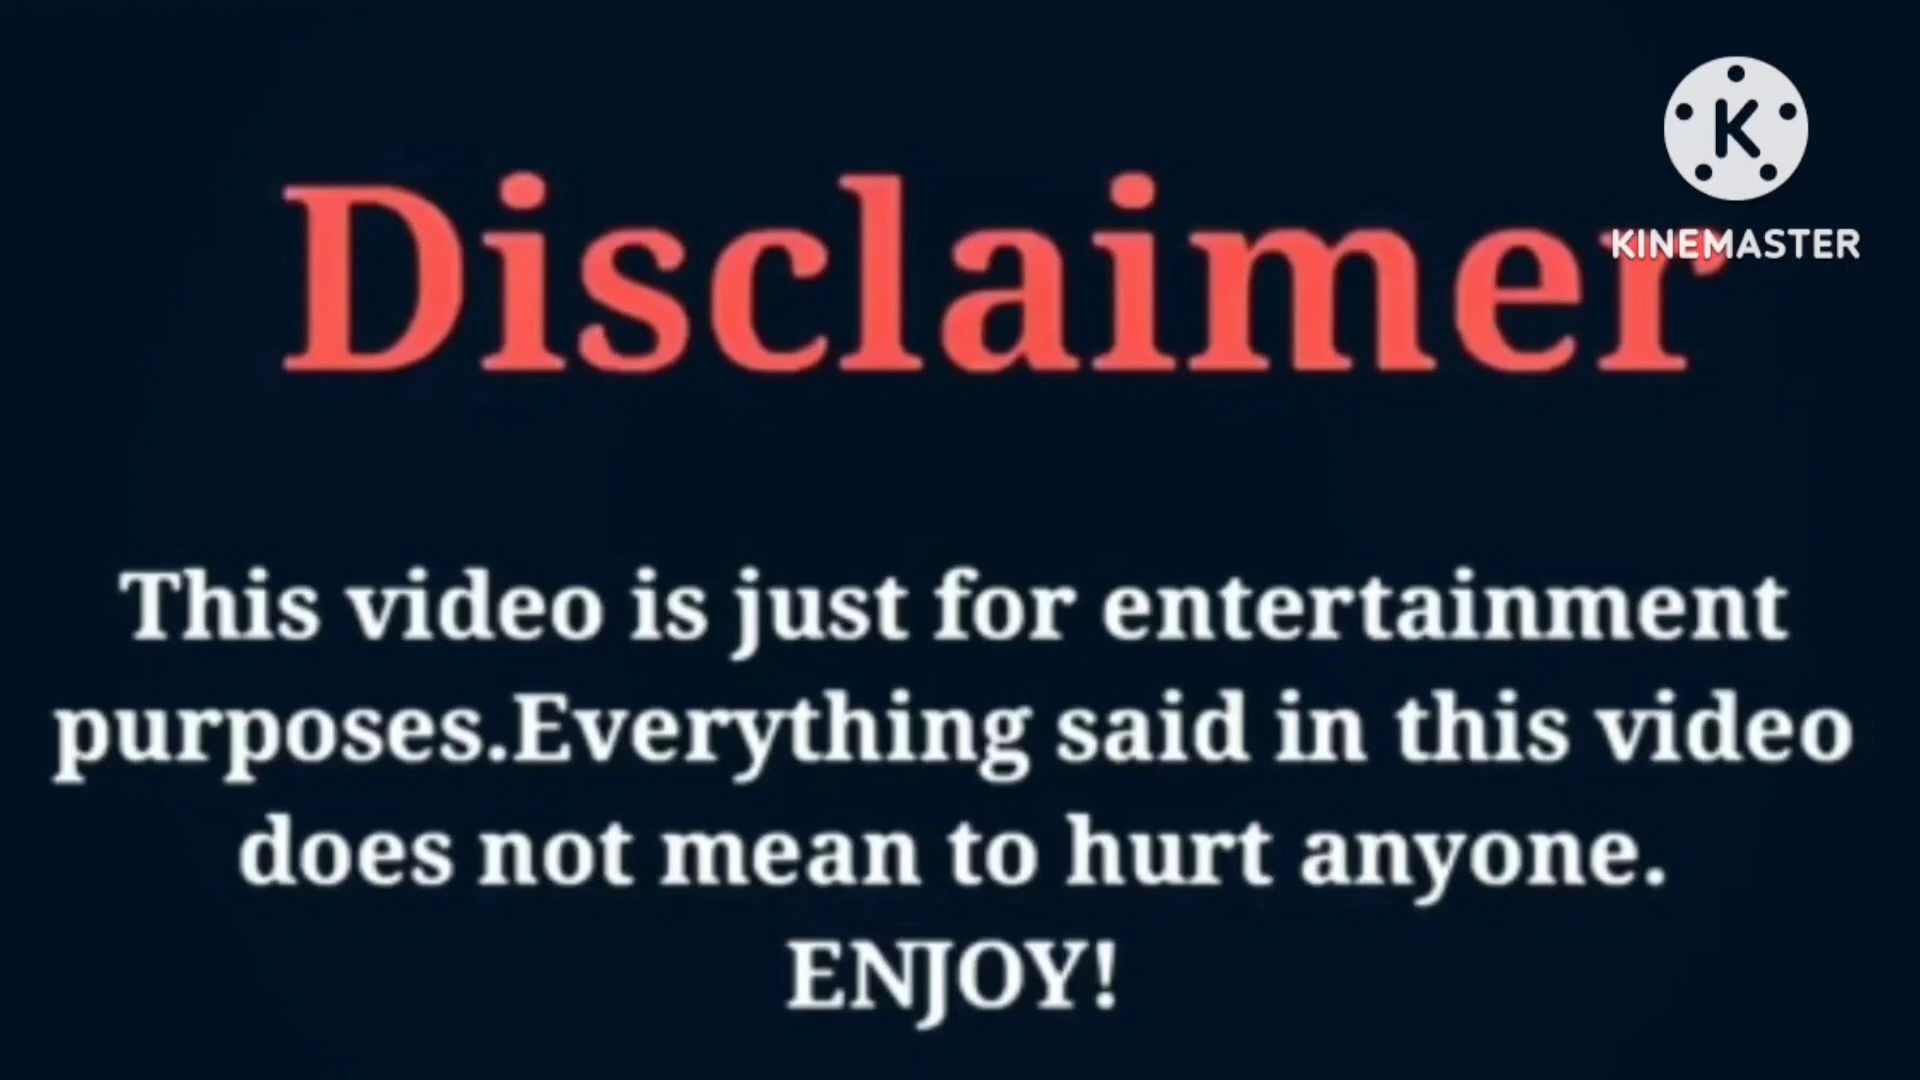 K
KINEMASTER
Disclaimer
This video is just for entertainment
purposes.Everything said in this video
does not mean to hurt anyone.
ENJOY!